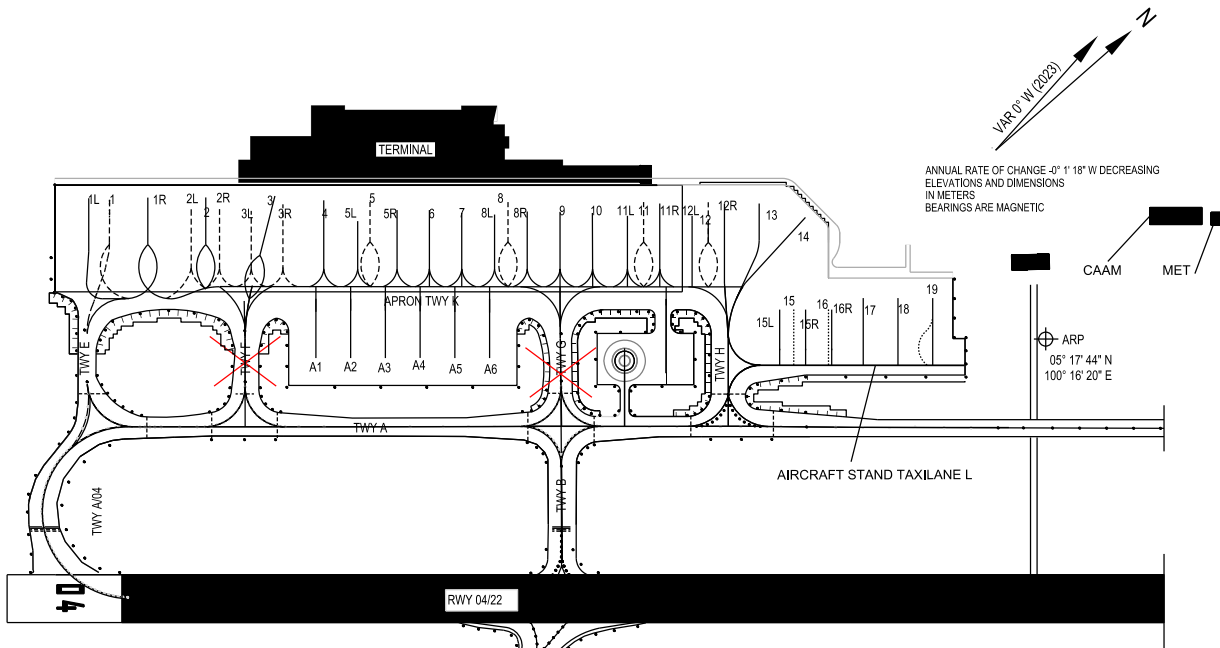 N
VAR 0° W (2023)
TERMINAL
ANNUAL RATE OF CHANGE -0° 1' 18" W DECREASING
ELEVATIONS AND DIMENSIONS
IN METERS
BEARINGS ARE MAGNETIC
CAAM
MET
1L 1 1R 2L 2R 3 5 8
2 3L 3R 4 5L 5R 6 7 8L 8R 9 10 11L 11 11R 12L 12 12R 13
14
APRON TWY K
15 16 19
15L 15R 16R 17 18
ARP
05° 17' 44" N
100° 16' 20" E
TWY E
TWY F
A1 A2 A3 A4 A5 A6
TWY G
TWY H
TWY A
AIRCRAFT STAND TAXILANE L
TWY A/04
TWY B
04
RWY 04/22